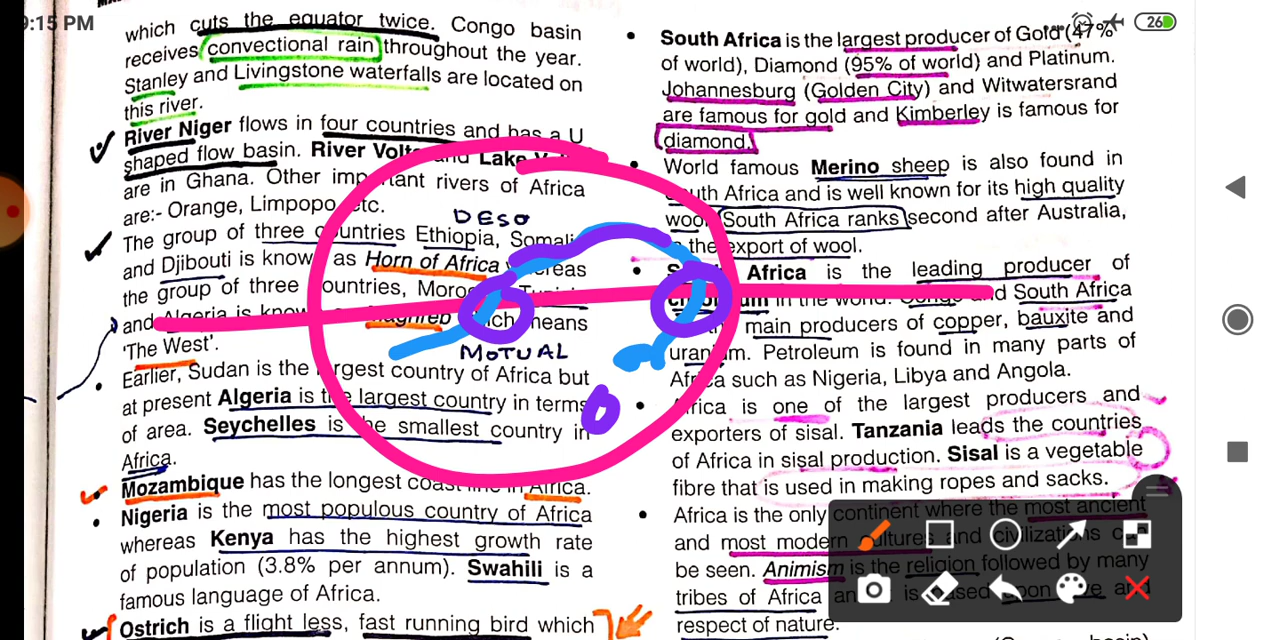 9:15 PM
26
which cuts the equator twice. Congo basin
receives convectional rain throughout the year.
Stanley and Livingstone waterfalls are located on
this river.
River Niger flows in four countries and has a U
shaped flow basin. River Volta and Lake
are in Ghana. Other important rivers of Africa
are:- Orange, Limpopo, etc.
DESO
The group of three countries Ethiopia, Somalia
and Djibouti is known as Horn of Africa whereas
the group of three countries, Morocco, Tunisia
and Algeria is known as Maghreb which means
'The West'.
MOTUAL
Earlier, Sudan is the largest country of Africa but
at present Algeria is the largest country in terms
of area. Seychelles is the smallest country in
Africa.
Mozambique has the longest coast line in Africa.
Nigeria is the most populous country of Africa
whereas Kenya has the highest growth rate
of population (3.8% per annum). Swahili is a
famous language of Africa.
Ostrich is a flight less, fast running bird which
South Africa is the largest producer of Gold (47%
of world), Diamond (95% of world) and Platinum.
Johannesburg (Golden City) and Witwatersrand
are famous for gold and Kimberley is famous for
diamond.
World famous Merino sheep is also found in
South Africa and is well known for its high quality
wool. South Africa ranks second after Australia,
in the export of wool.
South Africa is the leading producer of
chromium in the world. Congo and South Africa
main producers of copper, bauxite and
uranium. Petroleum is found in many parts of
Africa such as Nigeria, Libya and Angola.
Africa is one of the largest producers and
exporters of sisal. Tanzania leads the countries
of Africa in sisal production. Sisal is a vegetable
fibre that is used in making ropes and sacks.
Africa is the only continent where the most ancient
and most modern cultures and civilizations can
be seen. Animism is the religion followed by many
tribes of Africa and is based upon love and
respect of nature.
basin)